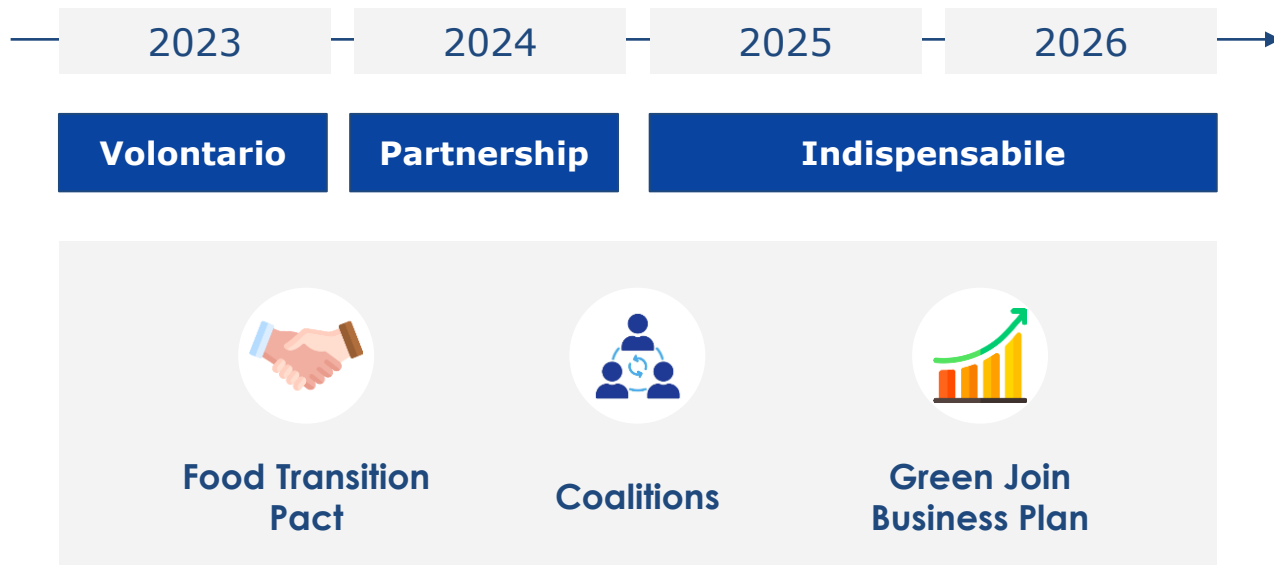 2023 2024 2025 2026
Volontario Partnership Indispensabile
Food Transition
Pact
Coalitions
Green Join
Business Plan